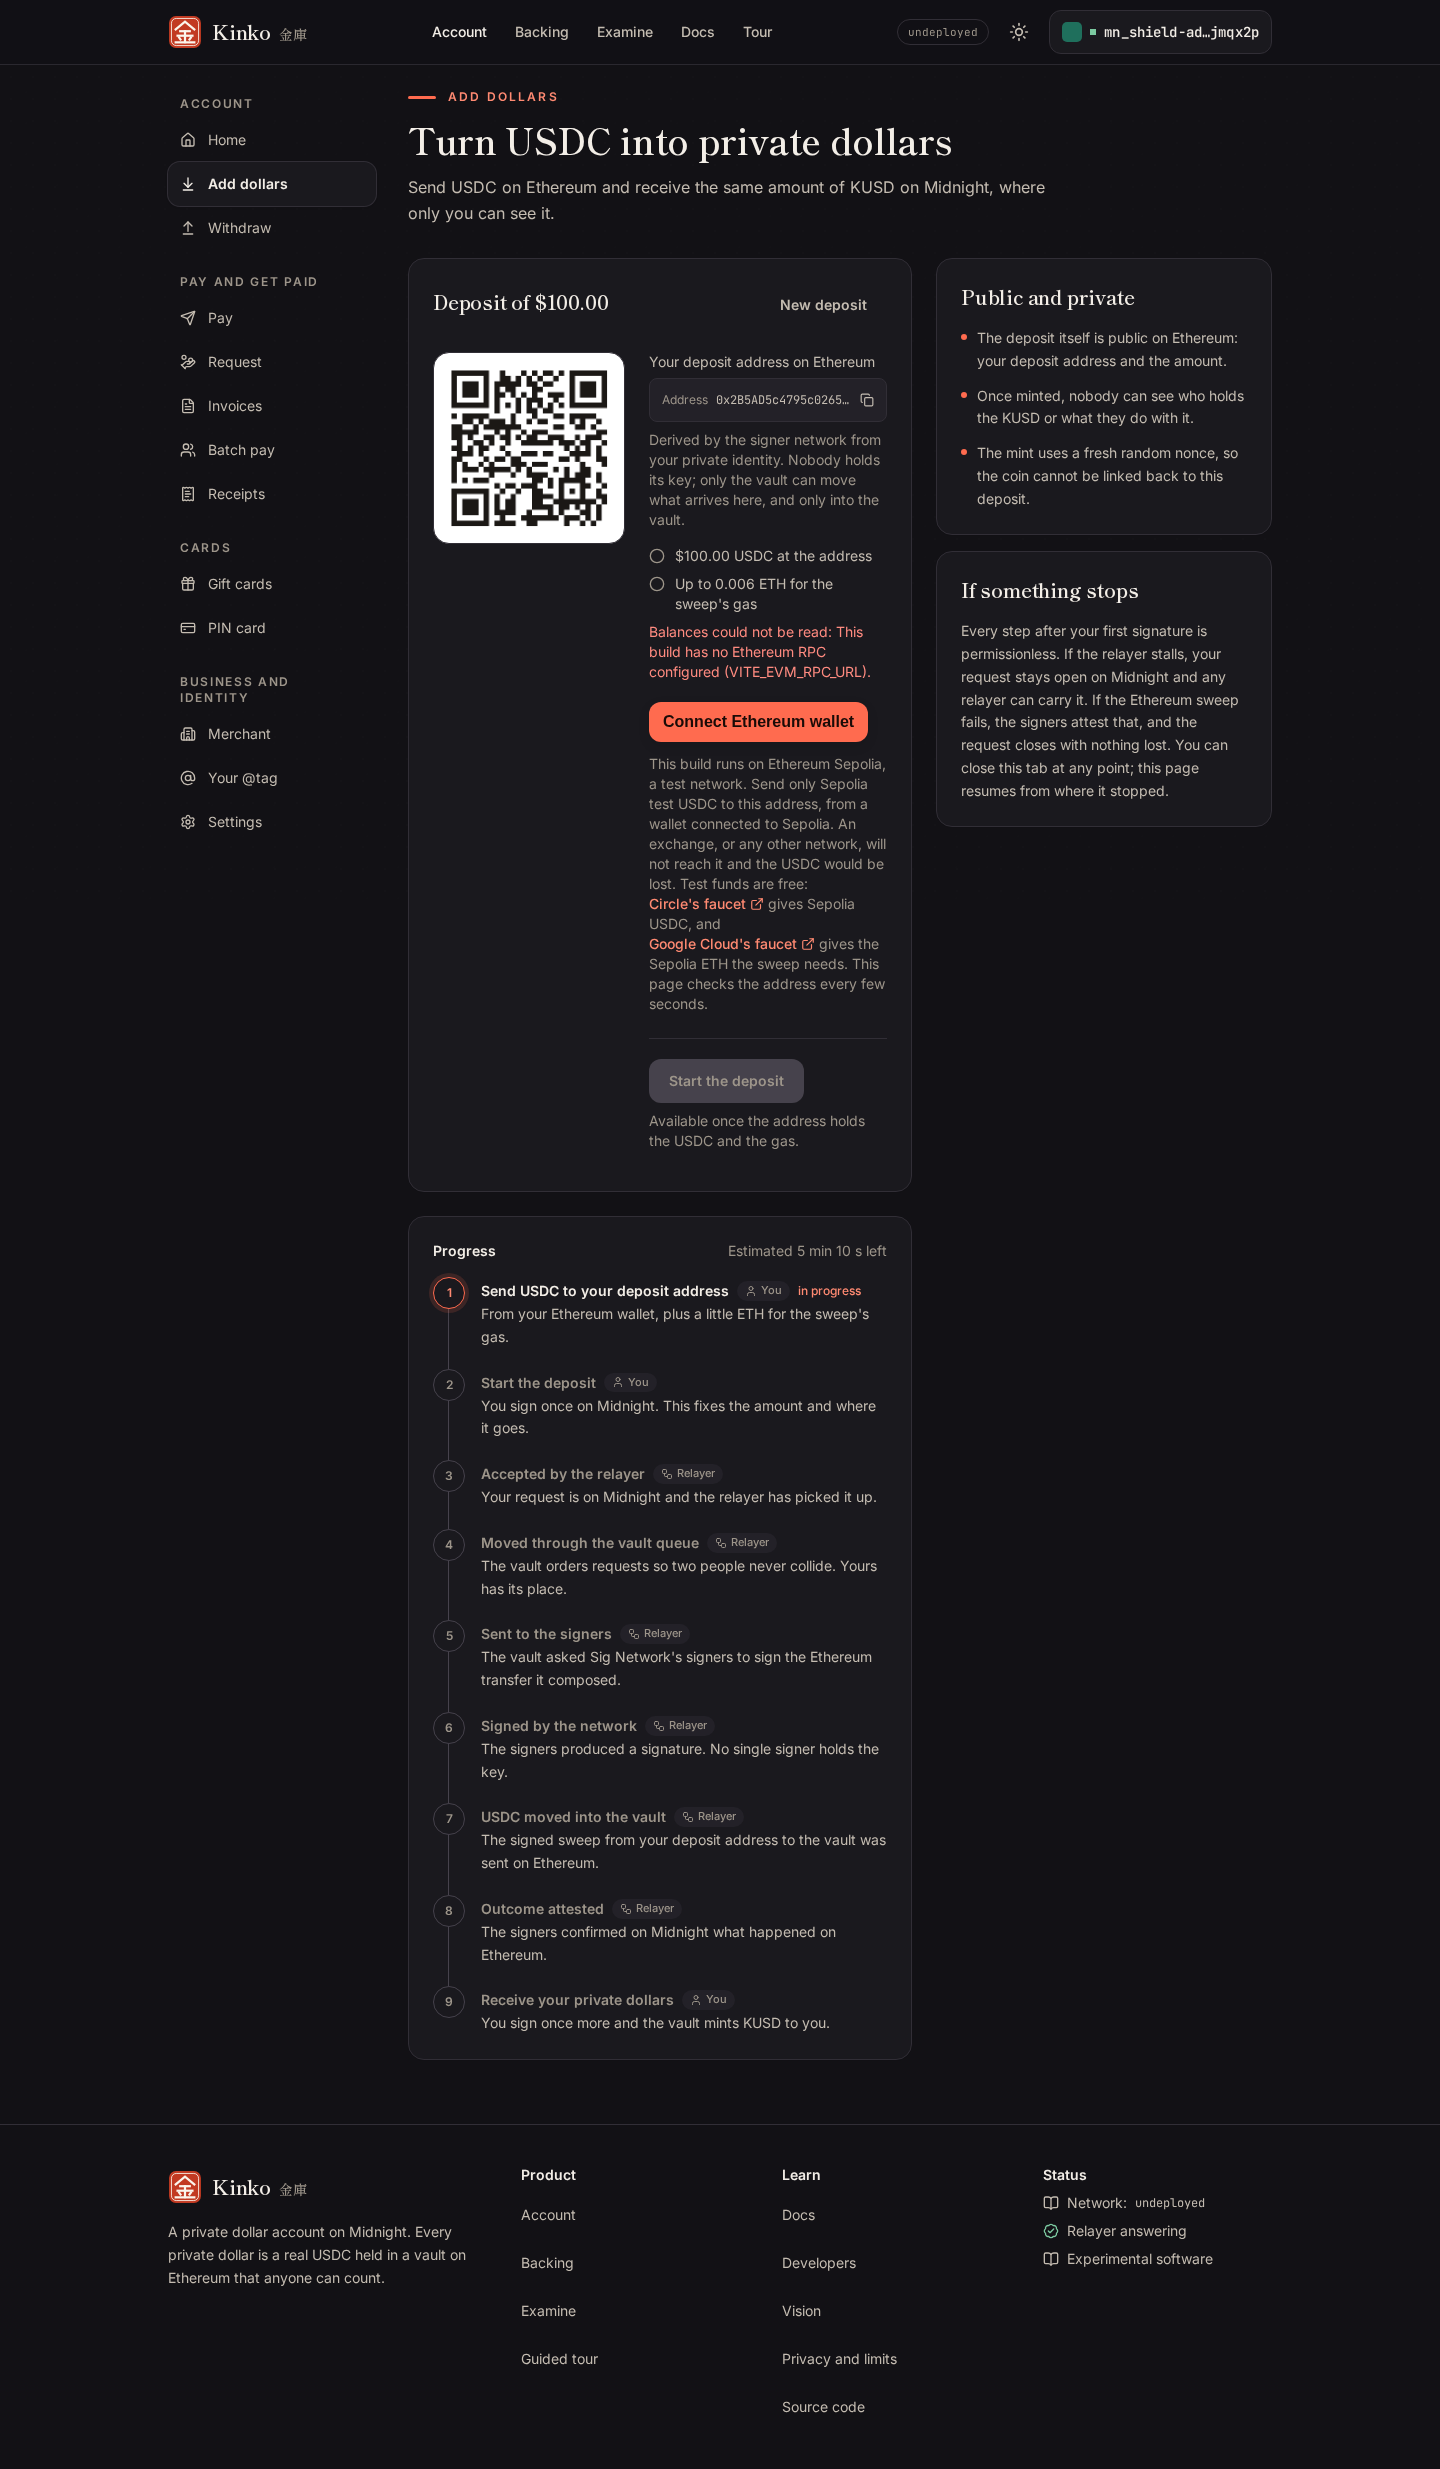 Kinko 金庫
Account
Backing
Examine
Docs
Tour
undeployed
mn_shield-ad…jmqx2p
ACCOUNT
Home
Add dollars
Withdraw
PAY AND GET PAID
Pay
Request
Invoices
Batch pay
Receipts
CARDS
Gift cards
PIN card
BUSINESS AND
IDENTITY
Merchant
Your @tag
Settings
ADD DOLLARS
Turn USDC into private dollars
Send USDC on Ethereum and receive the same amount of KUSD on Midnight, where
only you can see it.
Deposit of $100.00
New deposit
Your deposit address on Ethereum
Address 0x2B5AD5c4795c0265…
Derived by the signer network from
your private identity. Nobody holds
its key; only the vault can move
what arrives here, and only into the
vault.
$100.00 USDC at the address
Up to 0.006 ETH for the
sweep's gas
Balances could not be read: This
build has no Ethereum RPC
configured (VITE_EVM_RPC_URL).
Connect Ethereum wallet
This build runs on Ethereum Sepolia,
a test network. Send only Sepolia
test USDC to this address, from a
wallet connected to Sepolia. An
exchange, or any other network, will
not reach it and the USDC would be
lost. Test funds are free:
Circle's faucet gives Sepolia
USDC, and
Google Cloud's faucet gives the
Sepolia ETH the sweep needs. This
page checks the address every few
seconds.
Start the deposit
Available once the address holds
the USDC and the gas.
Public and private
The deposit itself is public on Ethereum:
your deposit address and the amount.
Once minted, nobody can see who holds
the KUSD or what they do with it.
The mint uses a fresh random nonce, so
the coin cannot be linked back to this
deposit.
If something stops
Every step after your first signature is
permissionless. If the relayer stalls, your
request stays open on Midnight and any
relayer can carry it. If the Ethereum sweep
fails, the signers attest that, and the
request closes with nothing lost. You can
close this tab at any point; this page
resumes from where it stopped.
Progress
Estimated 5 min 10 s left
1 Send USDC to your deposit address You in progress
From your Ethereum wallet, plus a little ETH for the sweep's
gas.
2 Start the deposit You
You sign once on Midnight. This fixes the amount and where
it goes.
3 Accepted by the relayer Relayer
Your request is on Midnight and the relayer has picked it up.
4 Moved through the vault queue Relayer
The vault orders requests so two people never collide. Yours
has its place.
5 Sent to the signers Relayer
The vault asked Sig Network's signers to sign the Ethereum
transfer it composed.
6 Signed by the network Relayer
The signers produced a signature. No single signer holds the
key.
7 USDC moved into the vault Relayer
The signed sweep from your deposit address to the vault was
sent on Ethereum.
8 Outcome attested Relayer
The signers confirmed on Midnight what happened on
Ethereum.
9 Receive your private dollars You
You sign once more and the vault mints KUSD to you.
Kinko 金庫
A private dollar account on Midnight. Every
private dollar is a real USDC held in a vault on
Ethereum that anyone can count.
Product
Account
Backing
Examine
Guided tour
Learn
Docs
Developers
Vision
Privacy and limits
Source code
Status
Network: undeployed
Relayer answering
Experimental software